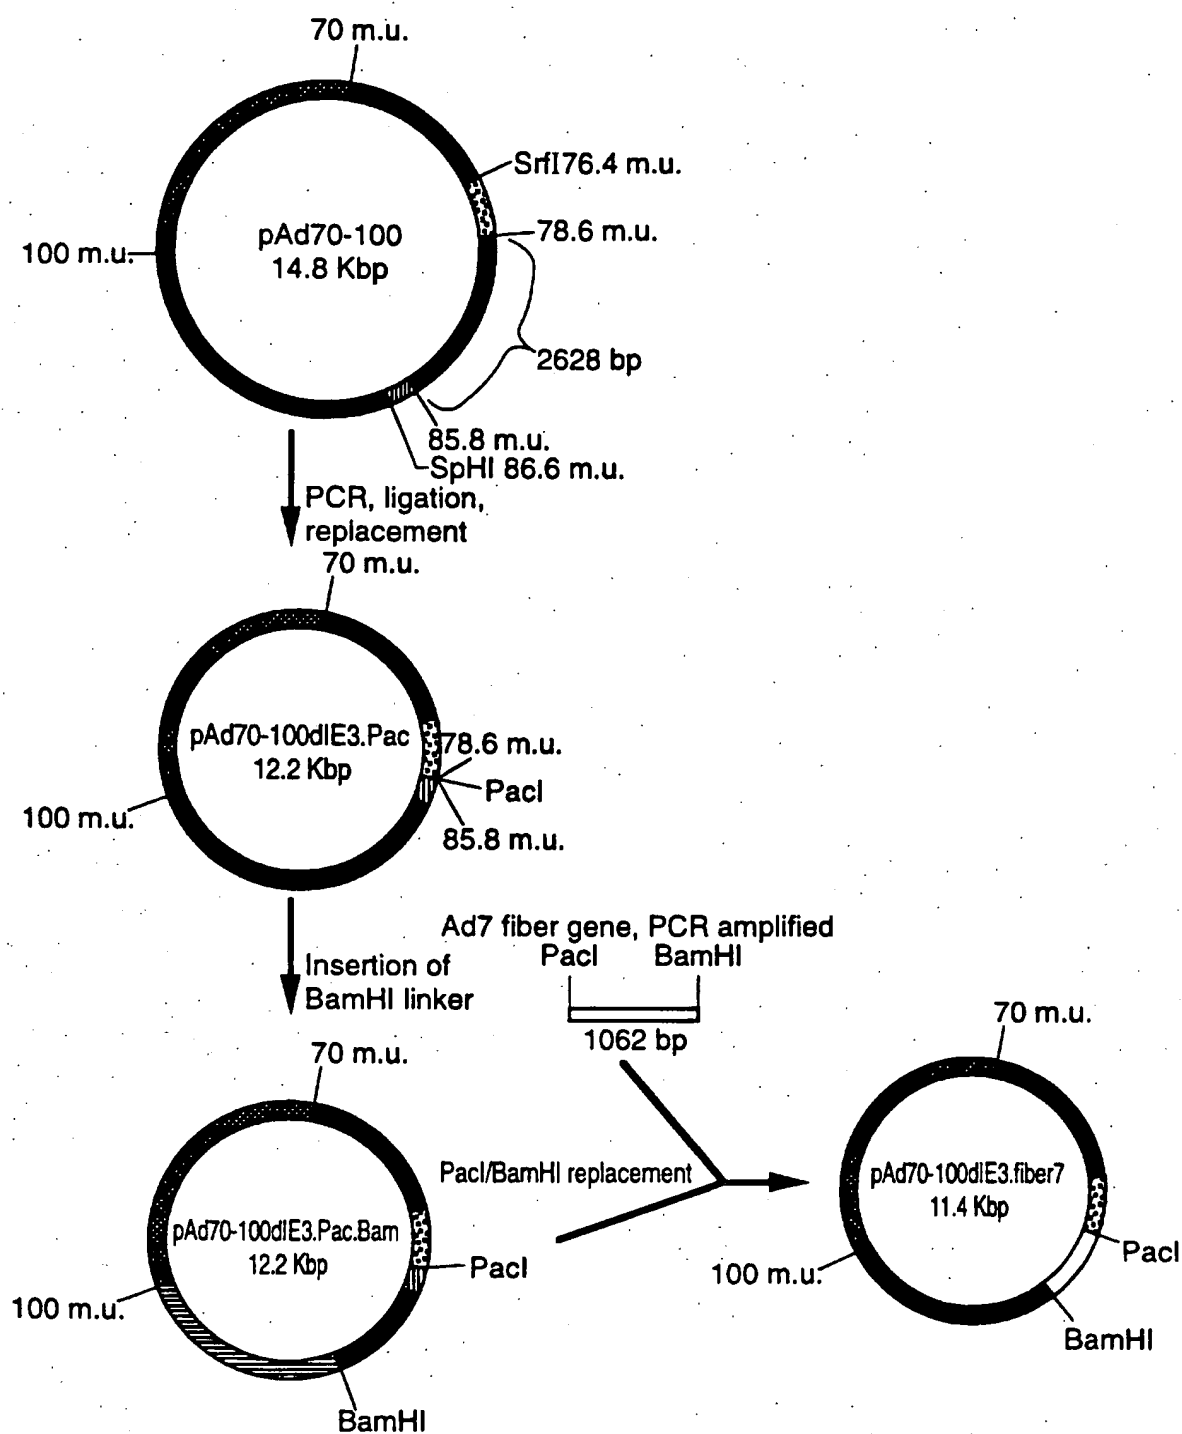 70 m.u.
SrfI76.4 m.u.
pAd70-100
14.8 Kbp
78.6 m.u.
100 m.u.
2628 bp
85.8 m.u.
SpHI 86.6 m.u.
PCR, ligation,
replacement
70 m.u.
pAd70-100dlE3.Pac
12.2 Kbp
78.6 m.u.
PacI
100 m.u.
85.8 m.u.
Ad7 fiber gene, PCR amplified
PacI BamHI
1062 bp
Insertion of
BamHI linker
70 m.u.
70 m.u.
PacI/BamHI replacement
pAd70-100dlE3.Pac.Bam
12.2 Kbp
PacI
100 m.u.
BamHI
pAd70-100dlE3.fiber7
11.4 Kbp
PacI
100 m.u.
BamHI